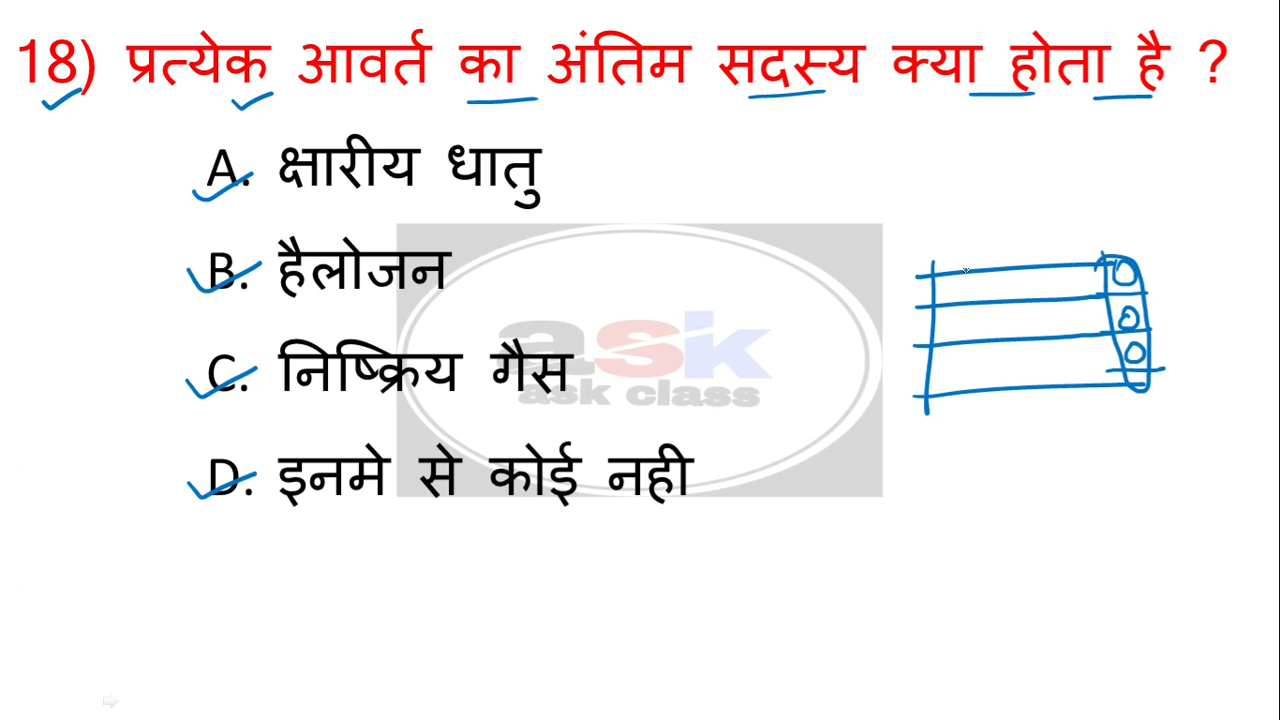 18) प्रत्येक आवर्त का अंतिम सदस्य क्या होता है ?
A. क्षारीय धातु
B. हैलोजन
C. निष्क्रिय गैस
D. इनमे से कोई नही
ask
ask class